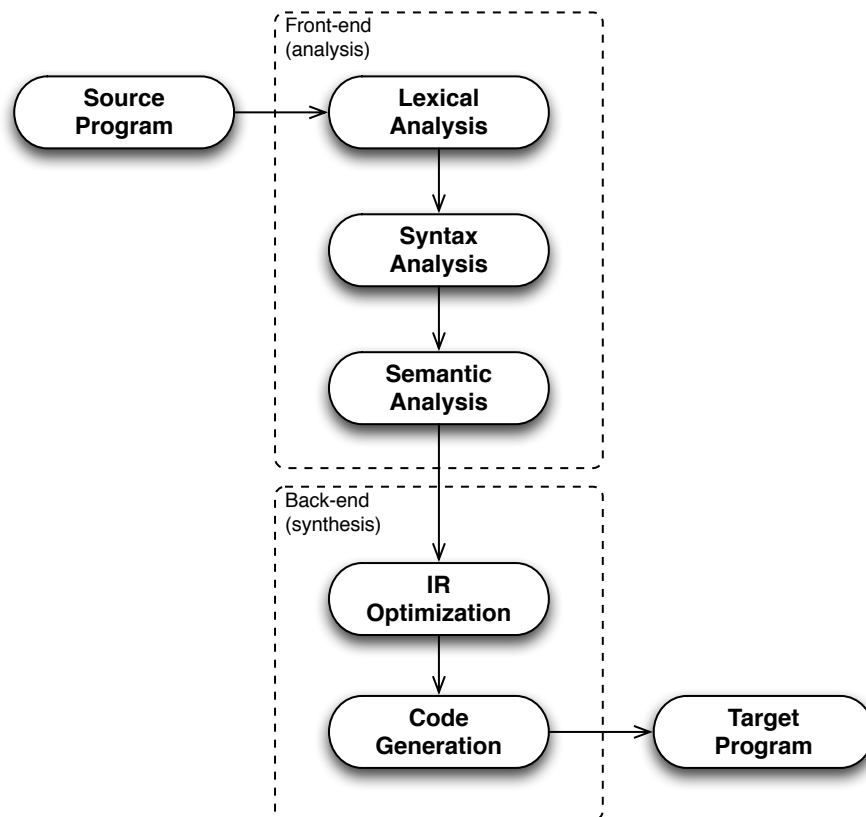 Front-end
(analysis)
Source
Program
Lexical
Analysis
Syntax
Analysis
Semantic
Analysis
Back-end
(synthesis)
IR
Optimization
Code
Generation
Target
Program